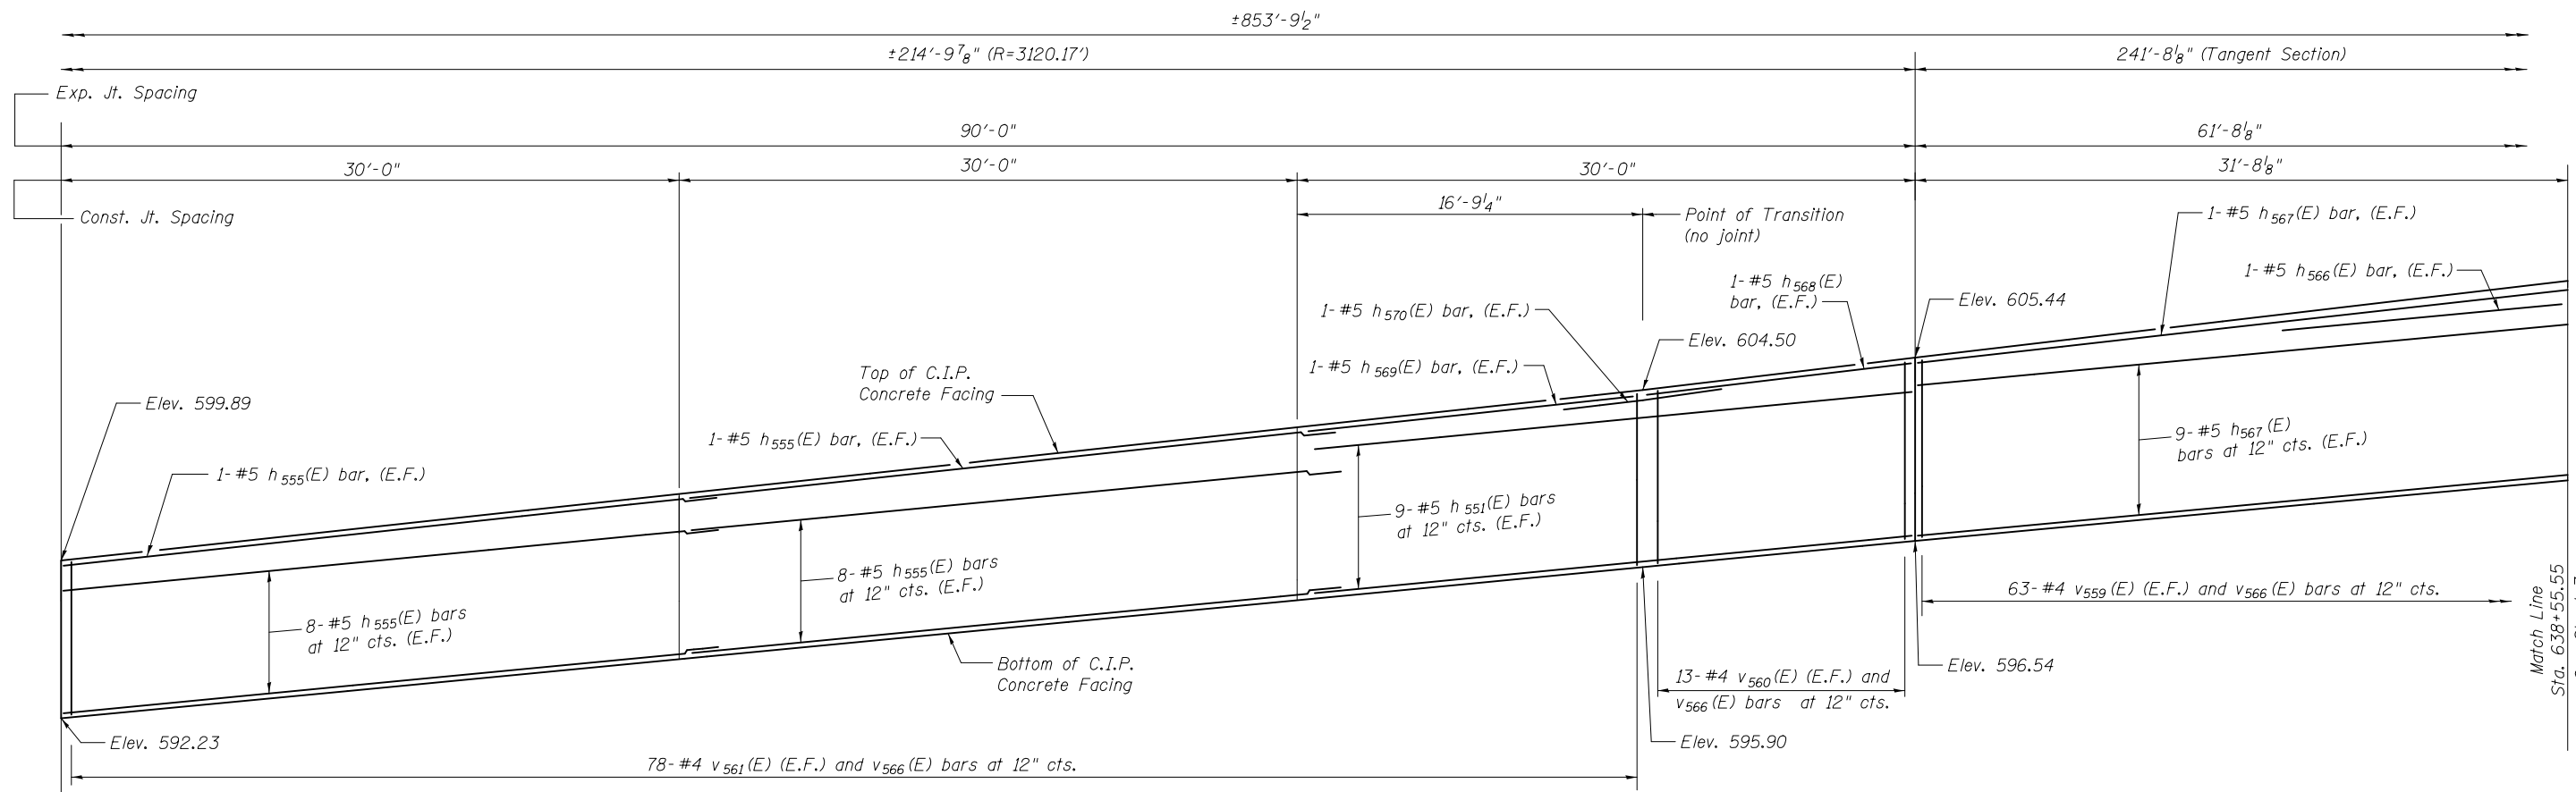 ±853'-9½"
±214'-9⅞" (R=3120.17')
241'-8⅛" (Tangent Section)
Exp. Jt. Spacing
90'-0"
61'-8⅛"
30'-0"
30'-0"
30'-0"
31'-8⅛"
Const. Jt. Spacing
16'-9¼"
Point of Transition
(no joint)
1-#5 h567(E) bar, (E.F.)
1-#5 h566(E) bar, (E.F.)
1-#5 h568(E)
bar, (E.F.)
Elev. 605.44
1-#5 h570(E) bar, (E.F.)
Elev. 604.50
1-#5 h569(E) bar, (E.F.)
Top of C.I.P.
Concrete Facing
Elev. 599.89
1-#5 h555(E) bar, (E.F.)
1-#5 h555(E) bar, (E.F.)
9-#5 h567(E)
bars at 12" cts. (E.F.)
9-#5 h551(E) bars
at 12" cts. (E.F.)
8-#5 h555(E) bars
at 12" cts. (E.F.)
8-#5 h555(E) bars
at 12" cts. (E.F.)
63-#4 v559(E) (E.F.) and v566(E) bars at 12" cts.
Match Line
Sta. 638+55.55
Bottom of C.I.P.
Concrete Facing
Elev. 596.54
13-#4 v560(E) (E.F.) and
v566(E) bars at 12" cts.
Elev. 592.23
Elev. 595.90
78-#4 v561(E) (E.F.) and v566(E) bars at 12" cts.